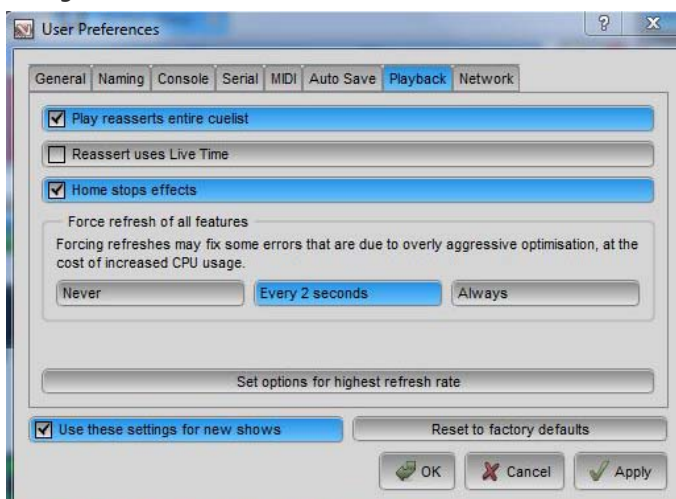 User Preferences
General Naming Console Serial MIDI Auto Save Playback Network
Play reasserts entire cuelist
Reassert uses Live Time
Home stops effects
Force refresh of all features
Forcing refreshes may fix some errors that are due to overly aggressive optimisation, at the
cost of increased CPU usage.
Never Every 2 seconds Always
Set options for highest refresh rate
Use these settings for new shows Reset to factory defaults
OK Cancel Apply